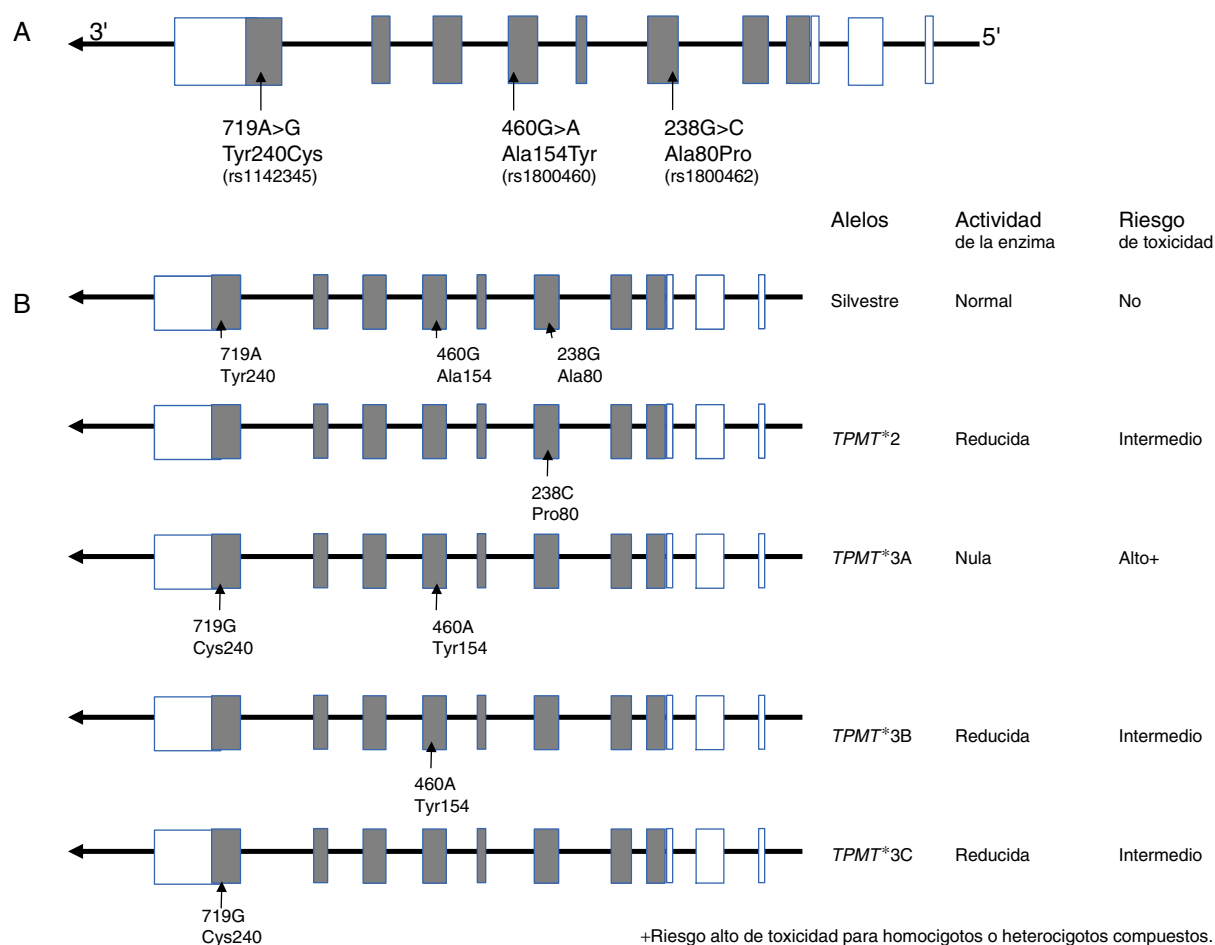 A
3'
5'
719A>G
Tyr240Cys
(rs1142345)
460G>A
Ala154Tyr
(rs1800460)
238G>C
Ala80Pro
(rs1800462)
Alelos
Actividad
de la enzima
Riesgo
de toxicidad
B
Silvestre
Normal
No
719A
Tyr240
460G
Ala154
238G
Ala80
TPMT*2
Reducida
Intermedio
238C
Pro80
TPMT*3A
Nula
Alto+
719G
Cys240
460A
Tyr154
TPMT*3B
Reducida
Intermedio
460A
Tyr154
TPMT*3C
Reducida
Intermedio
719G
Cys240
+Riesgo alto de toxicidad para homocigotos o heterocigotos compuestos.